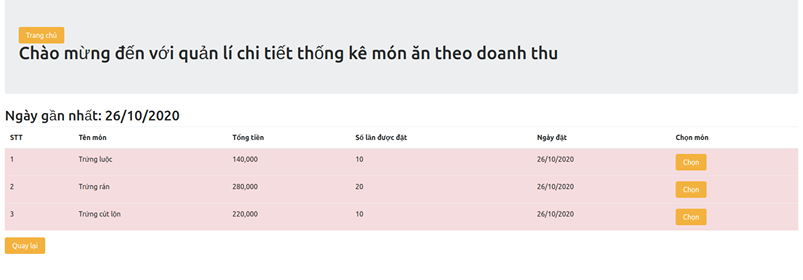 Trang chủ
Chào mừng đến với quản lí chi tiết thống kê món ăn theo doanh thu
Ngày gần nhất: 26/10/2020
STT Tên món Tổng tiền Số lần được đặt Ngày đặt Chọn món
1 Trứng luộc 140,000 10 26/10/2020 Chọn
2 Trứng rán 280,000 20 26/10/2020 Chọn
3 Trứng cút lộn 220,000 10 26/10/2020 Chọn
Quay lại